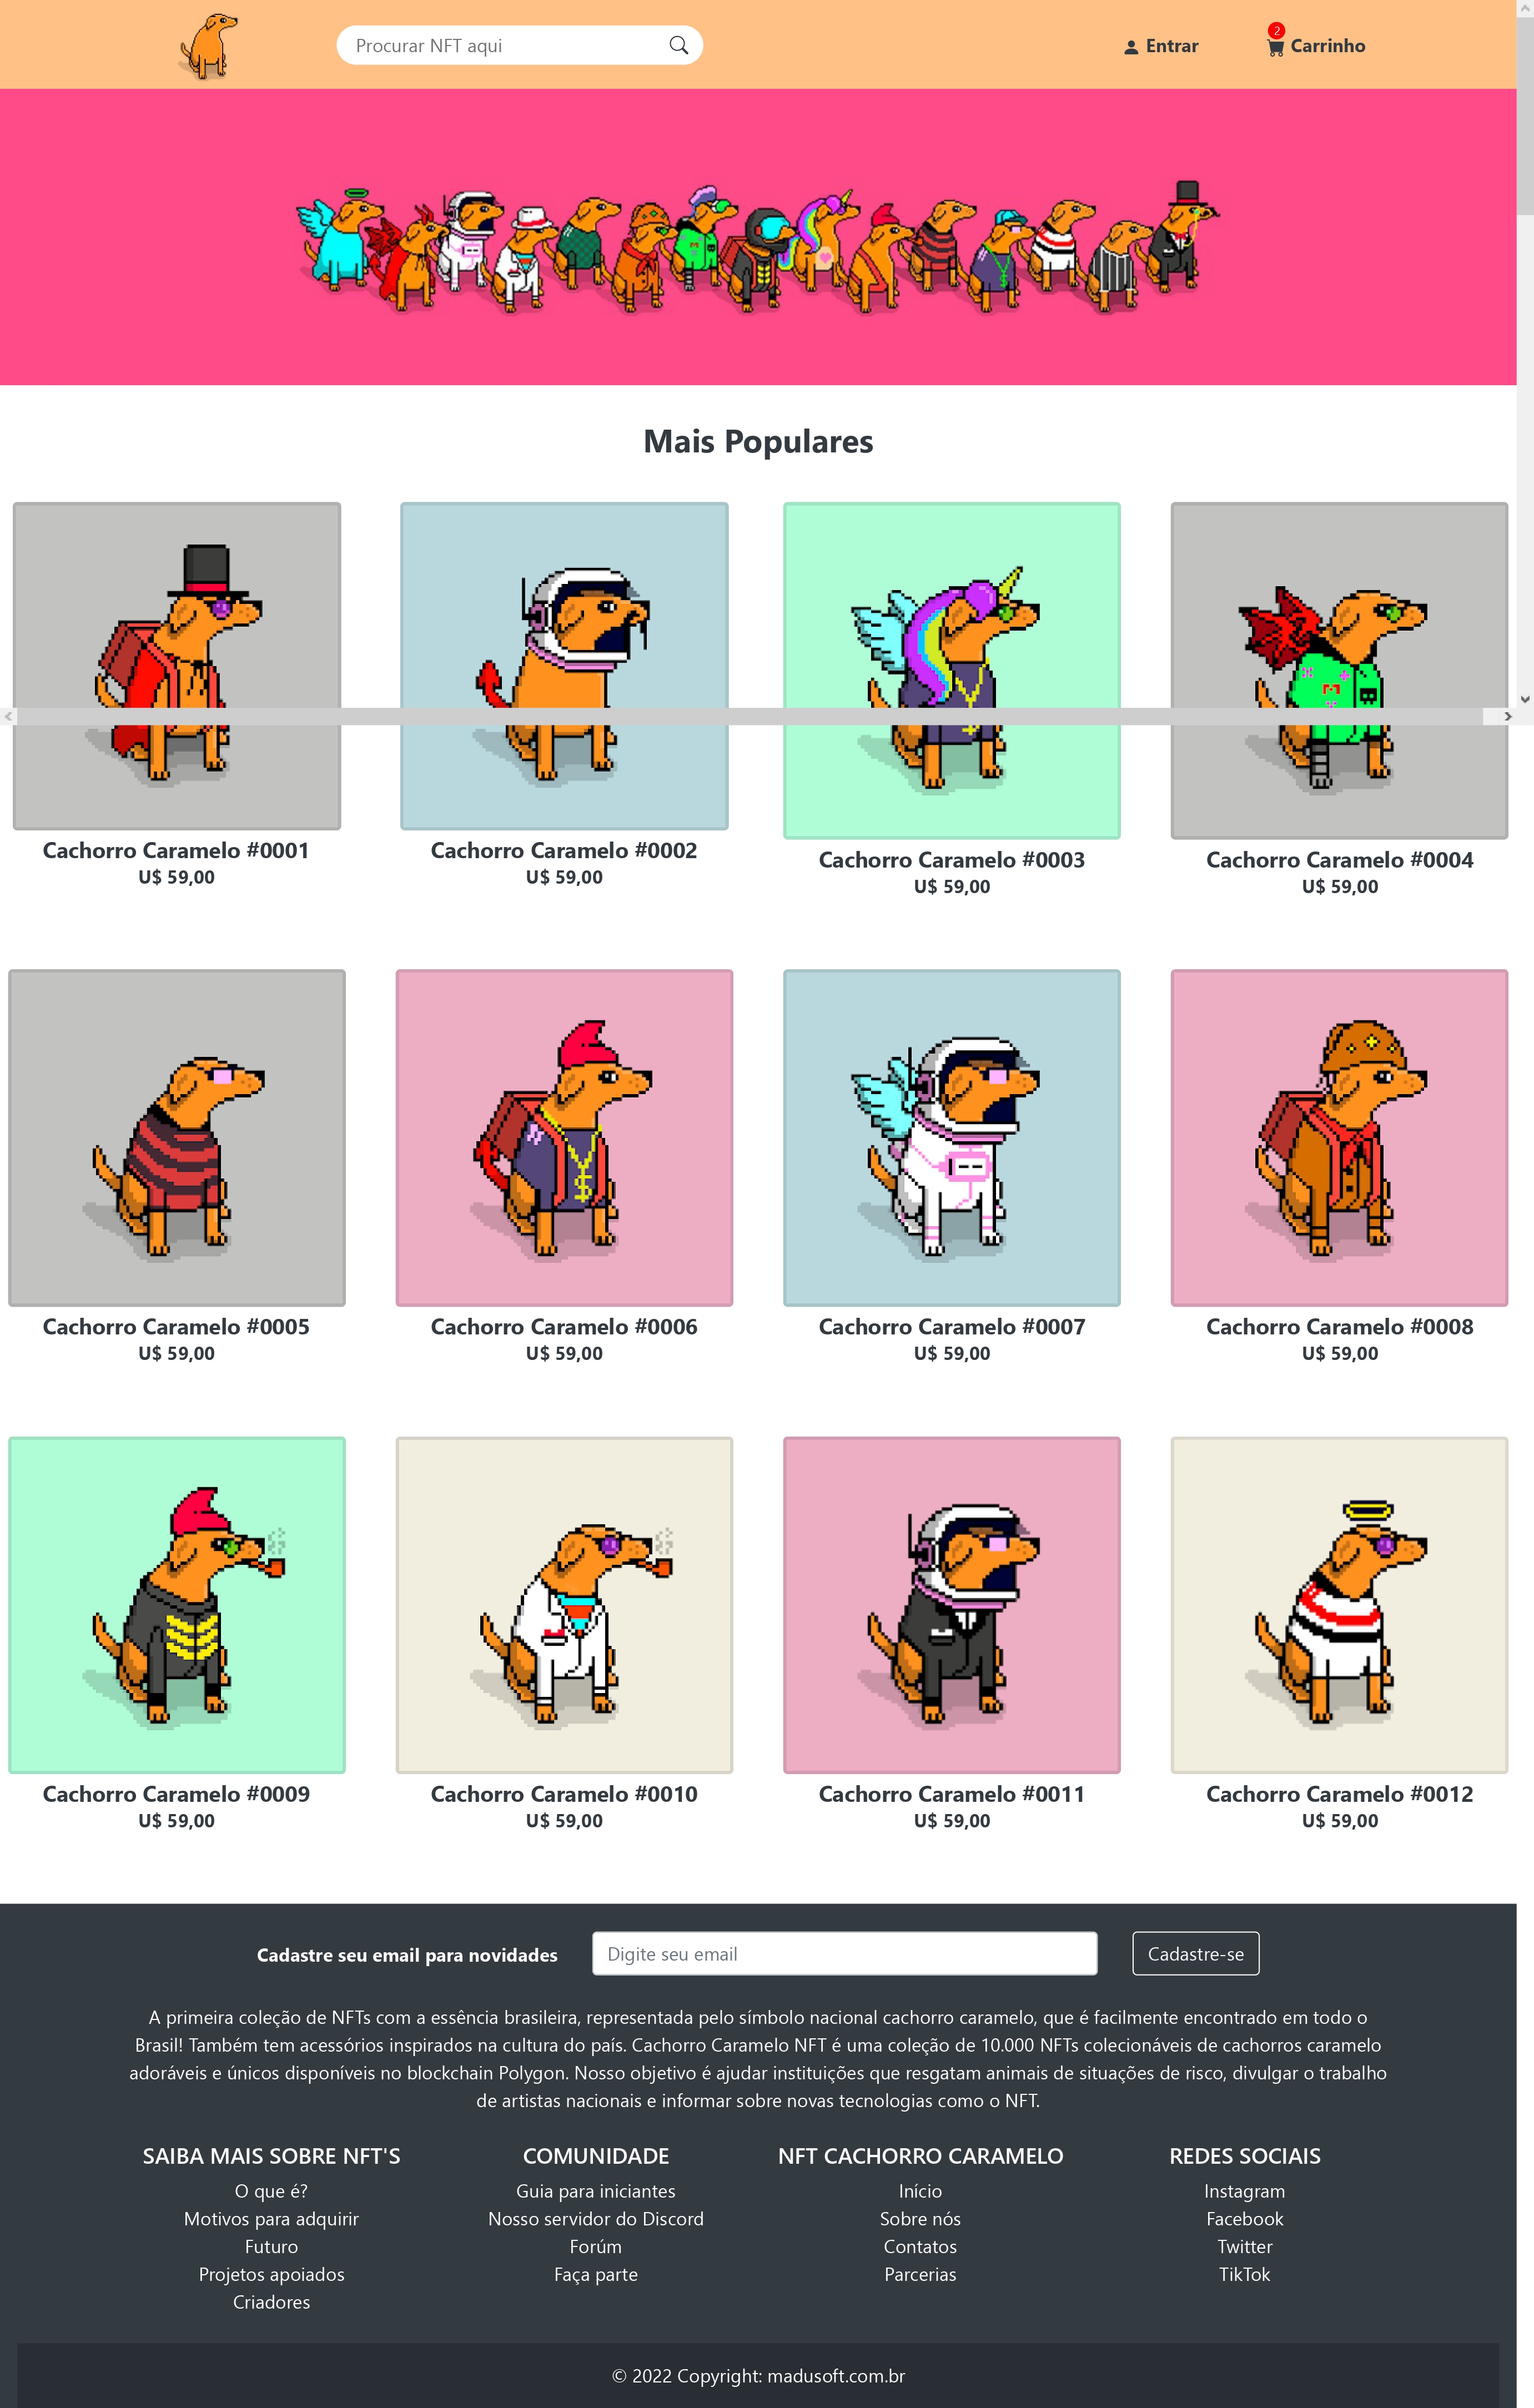 Procurar NFT aqui
Entrar
2
Carrinho
Mais Populares
Cachorro Caramelo #0001
U$ 59,00
Cachorro Caramelo #0002
U$ 59,00
Cachorro Caramelo #0003
U$ 59,00
Cachorro Caramelo #0004
U$ 59,00
Cachorro Caramelo #0005
U$ 59,00
Cachorro Caramelo #0006
U$ 59,00
Cachorro Caramelo #0007
U$ 59,00
Cachorro Caramelo #0008
U$ 59,00
Cachorro Caramelo #0009
U$ 59,00
Cachorro Caramelo #0010
U$ 59,00
Cachorro Caramelo #0011
U$ 59,00
Cachorro Caramelo #0012
U$ 59,00
Cadastre seu email para novidades
Digite seu email
Cadastre-se
A primeira coleção de NFTs com a essência brasileira, representada pelo símbolo nacional cachorro caramelo, que é facilmente encontrado em todo o
Brasil! Também tem acessórios inspirados na cultura do país. Cachorro Caramelo NFT é uma coleção de 10.000 NFTs colecionáveis de cachorros caramelo
adoráveis e únicos disponíveis no blockchain Polygon. Nosso objetivo é ajudar instituições que resgatam animais de situações de risco, divulgar o trabalho
de artistas nacionais e informar sobre novas tecnologias como o NFT.
SAIBA MAIS SOBRE NFT'S
O que é?
Motivos para adquirir
Futuro
Projetos apoiados
Criadores
COMUNIDADE
Guia para iniciantes
Nosso servidor do Discord
Forúm
Faça parte
NFT CACHORRO CARAMELO
Início
Sobre nós
Contatos
Parcerias
REDES SOCIAIS
Instagram
Facebook
Twitter
TikTok
© 2022 Copyright: madusoft.com.br